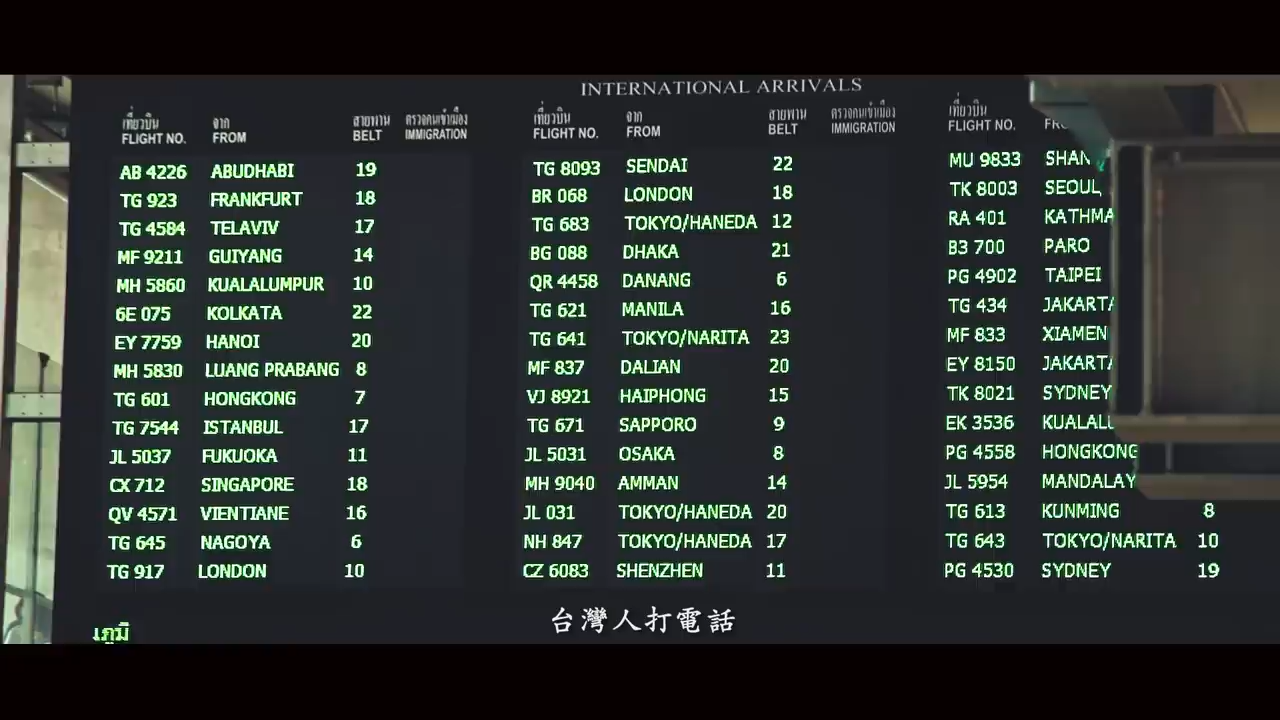 INTERNATIONAL ARRIVALS
เที่ยวบิน จาก สายพาน ตรวจคนเข้าเมือง
FLIGHT NO. FROM BELT IMMIGRATION
AB 4226 ABUDHABI 19
TG 923 FRANKFURT 18
TG 4584 TELAVIV 17
MF 9211 GUIYANG 14
MH 5860 KUALALUMPUR 10
6E 075 KOLKATA 22
EY 7759 HANOI 20
MH 5830 LUANG PRABANG 8
TG 601 HONGKONG 7
TG 7544 ISTANBUL 17
JL 5037 FUKUOKA 11
CX 712 SINGAPORE 18
QV 4571 VIENTIANE 16
TG 645 NAGOYA 6
TG 917 LONDON 10
เที่ยวบิน จาก สายพาน ตรวจคนเข้าเมือง
FLIGHT NO. FROM BELT IMMIGRATION
TG 8093 SENDAI 22
BR 068 LONDON 18
TG 683 TOKYO/HANEDA 12
BG 088 DHAKA 21
QR 4458 DANANG 6
TG 621 MANILA 16
TG 641 TOKYO/NARITA 23
MF 837 DALIAN 20
VJ 8921 HAIPHONG 15
TG 671 SAPPORO 9
JL 5031 OSAKA 8
MH 9040 AMMAN 14
JL 031 TOKYO/HANEDA 20
NH 847 TOKYO/HANEDA 17
CZ 6083 SHENZHEN 11
เที่ยวบิน
FLIGHT NO.
MU 9833 SHAN
TK 8003 SEOUL,
RA 401 KATHMA
B3 700 PARO
PG 4902 TAIPEI
TG 434 JAKARTA
MF 833 XIAMEN
EY 8150 JAKARTA
TK 8021 SYDNEY
EK 3536 KUALAL
PG 4558 HONGKONG
JL 5954 MANDALAY
TG 613 KUNMING 8
TG 643 TOKYO/NARITA 10
PG 4530 SYDNEY 19
台灣人打電話
เภูมิ